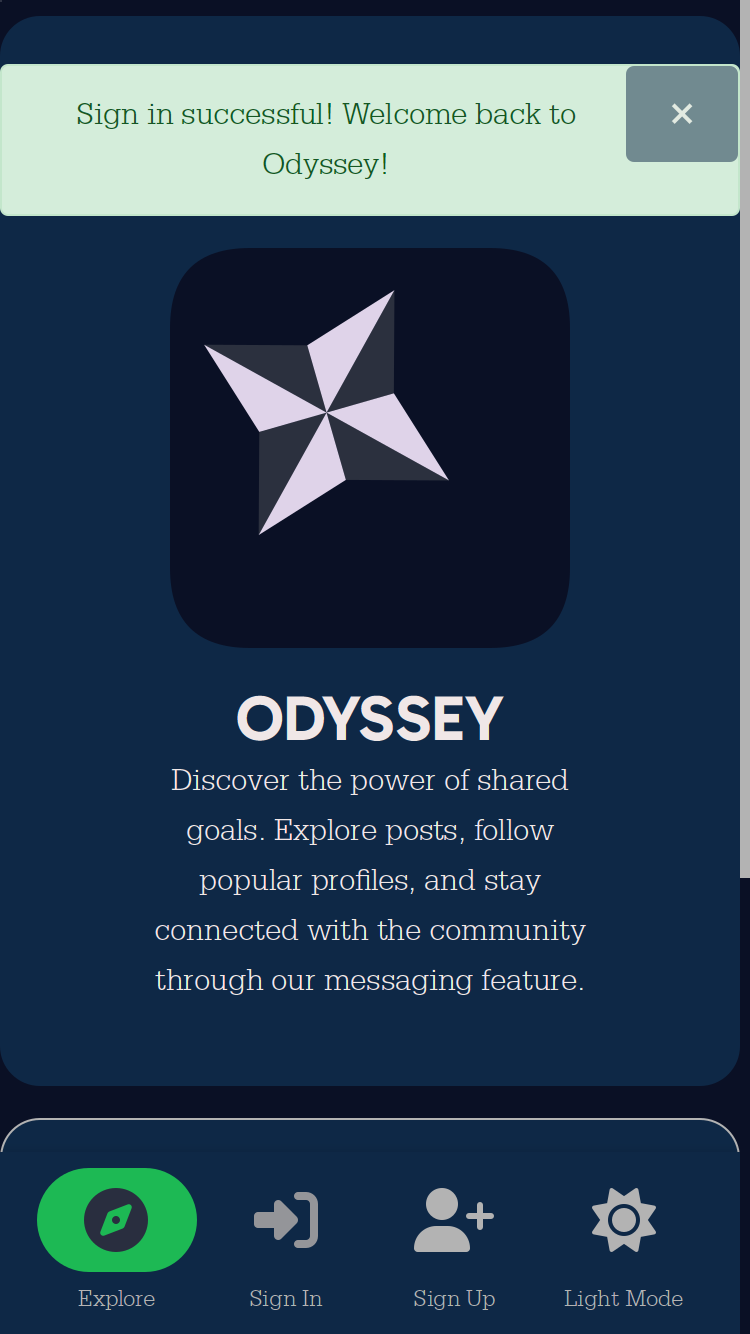 Sign in successful! Welcome back to
Odyssey!
ODYSSEY
Discover the power of shared
goals. Explore posts, follow
popular profiles, and stay
connected with the community
through our messaging feature.
Explore
Sign In
Sign Up
Light Mode